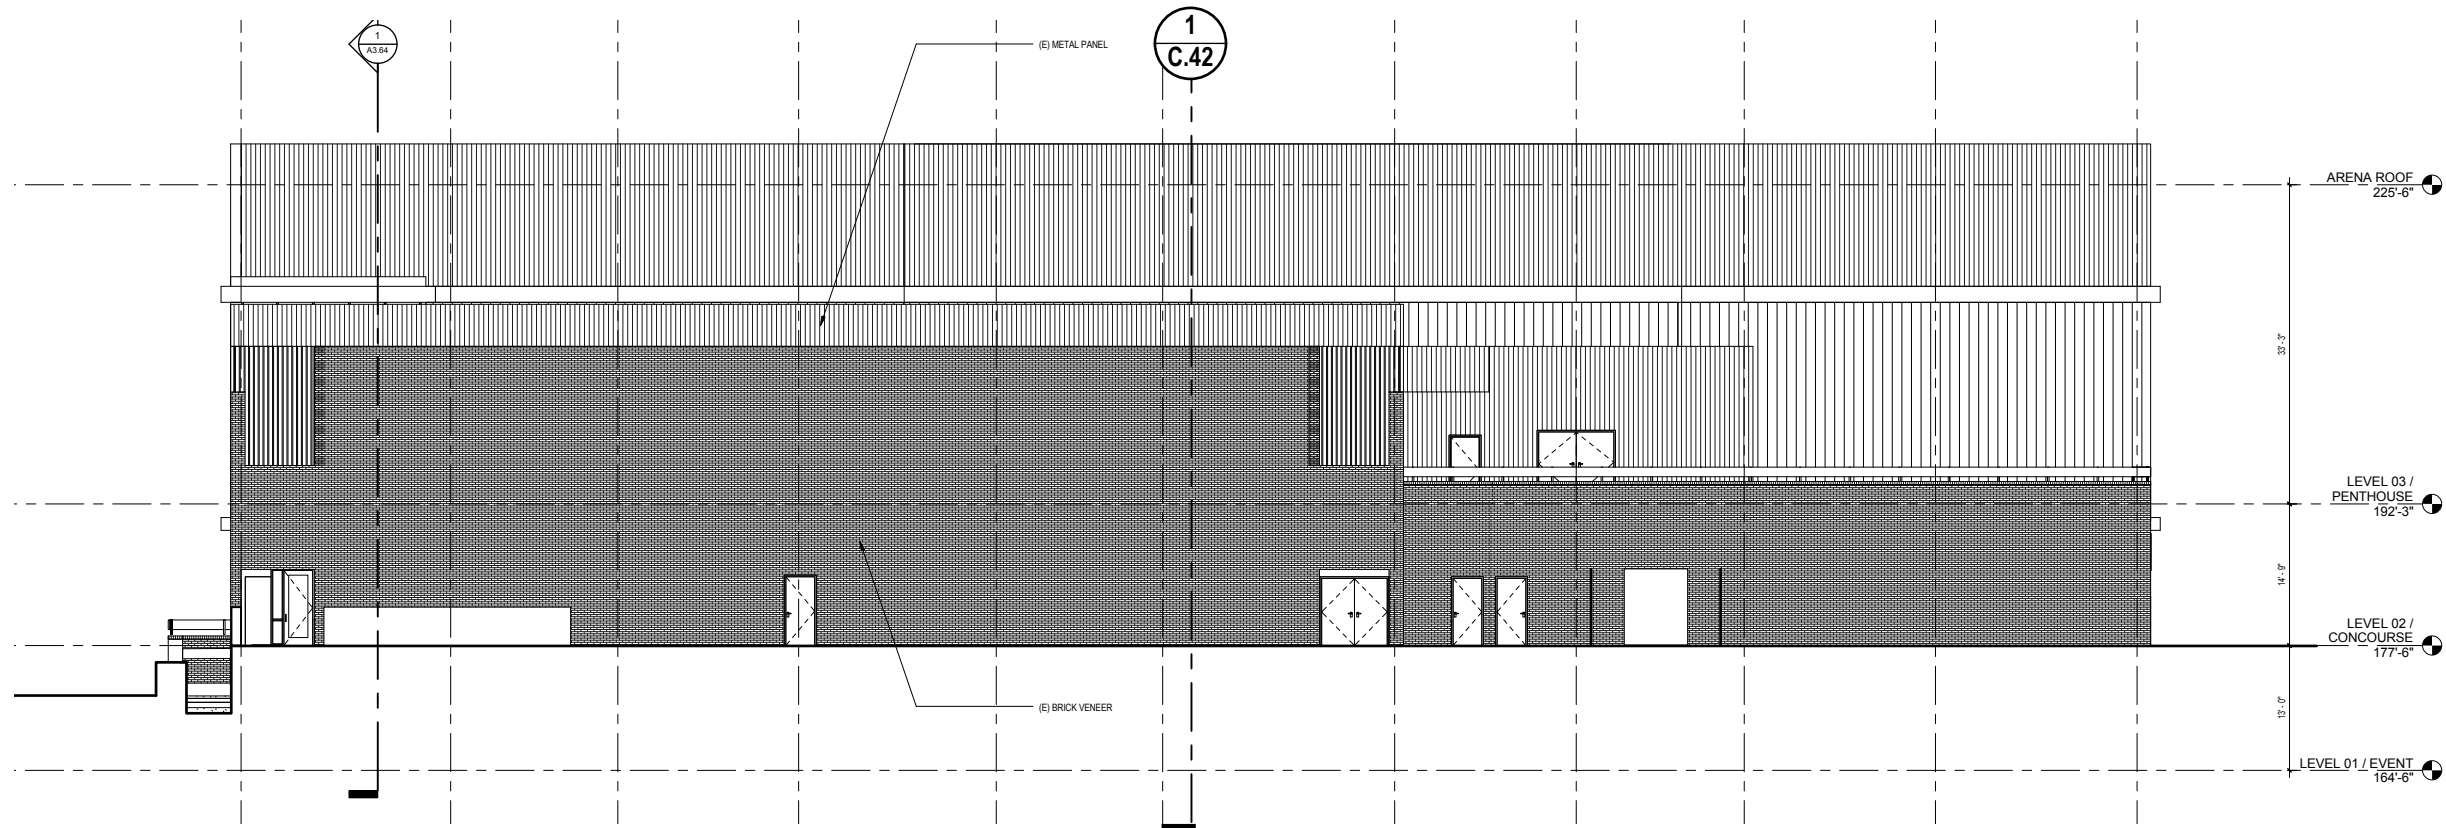 1
A3.64
(E) METAL PANEL
1
C.42
ARENA ROOF
225'-6"
33'-3"
LEVEL 03 /
PENTHOUSE
192'-3"
14'-9"
LEVEL 02 /
CONCOURSE
177'-6"
(E) BRICK VENEER
13'-0"
LEVEL 01 / EVENT
164'-6"